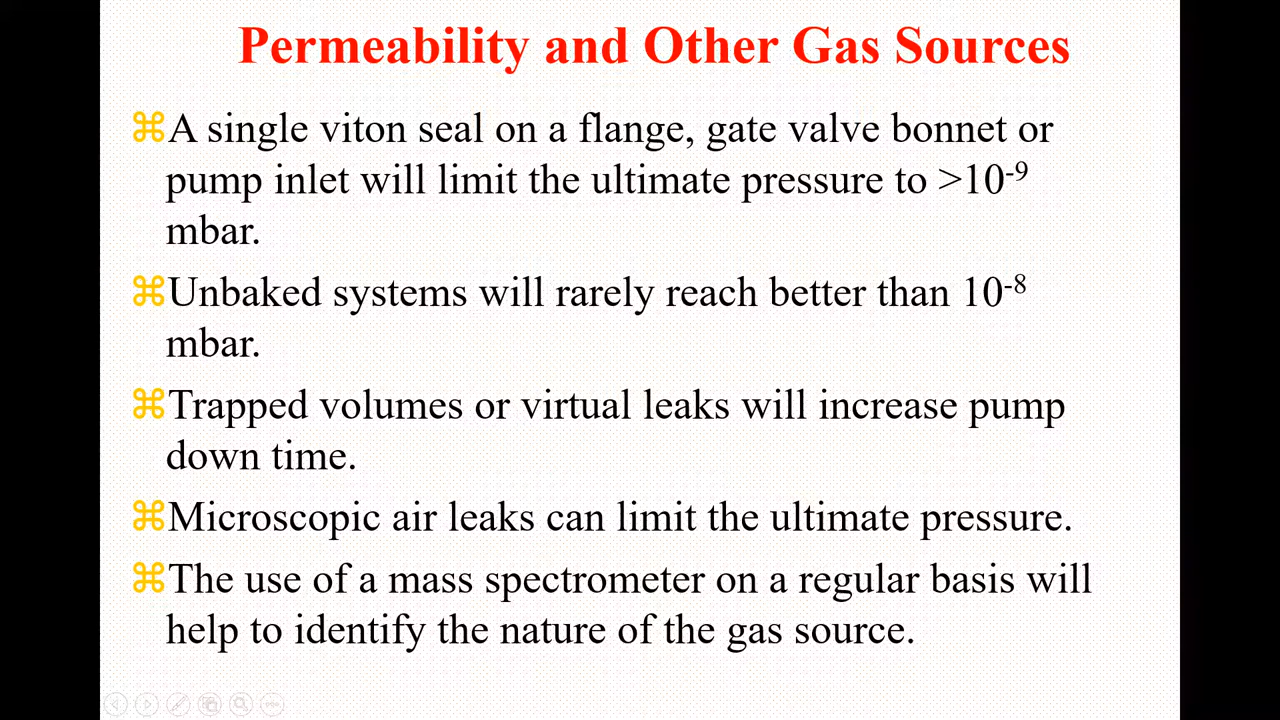 Permeability and Other Gas Sources
⌘A single viton seal on a flange, gate valve bonnet or
pump inlet will limit the ultimate pressure to >10⁻⁹
mbar.
⌘Unbaked systems will rarely reach better than 10⁻⁸
mbar.
⌘Trapped volumes or virtual leaks will increase pump
down time.
⌘Microscopic air leaks can limit the ultimate pressure.
⌘The use of a mass spectrometer on a regular basis will
help to identify the nature of the gas source.